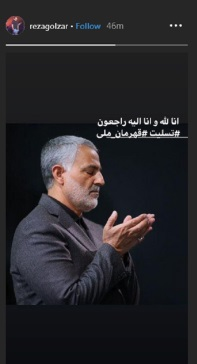 rezagolzar • Follow 46m
انا لله و انا الیه راجعون
#تسلیت #قهرمان_ملی